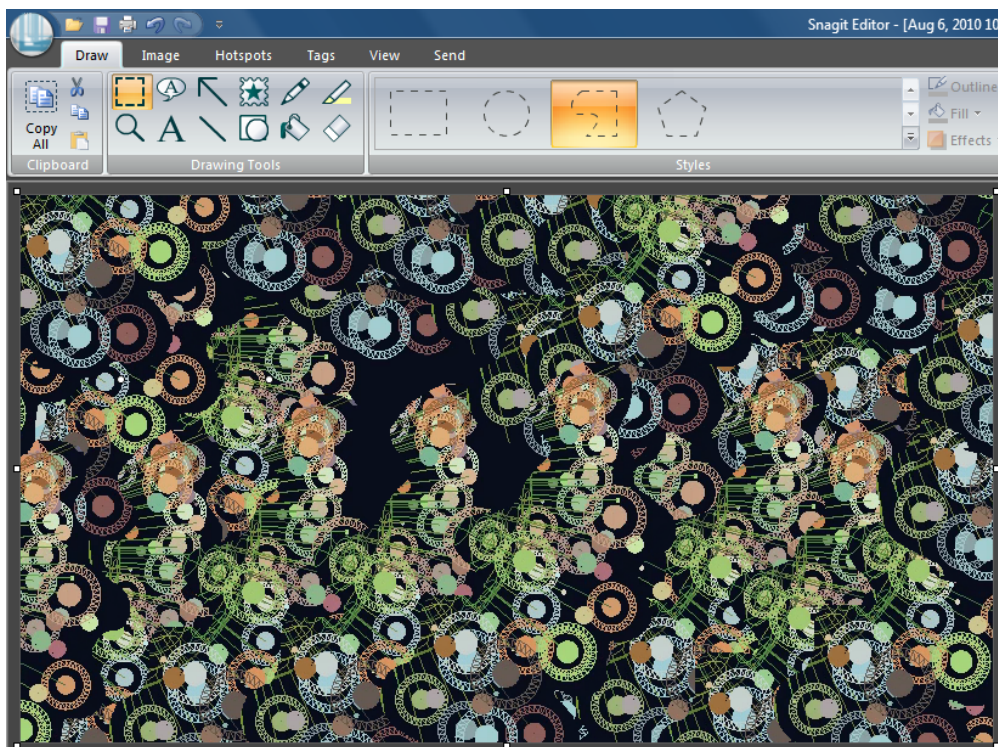 Snagit Editor - [Aug 6, 2010 10
Draw Image Hotspots Tags View Send
Copy All
A
A
Outline
Fill
Effects
Clipboard Drawing Tools Styles